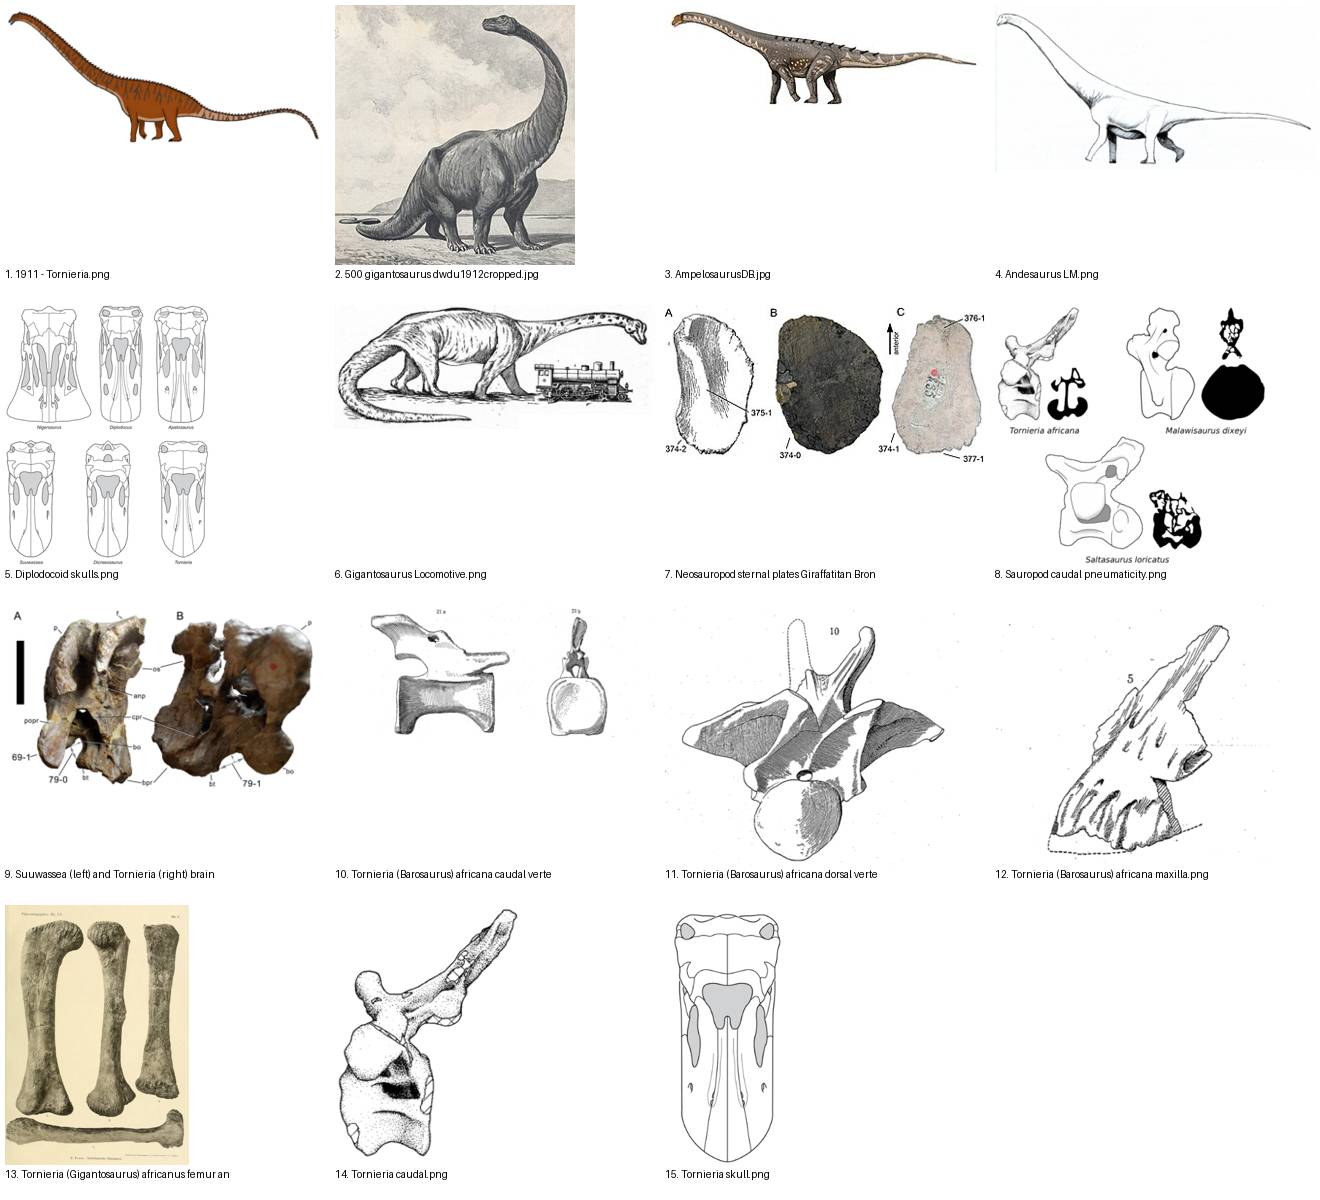 1. 1911 - Tornieria.png
2. 500 gigantosaurus dwdu1912cropped.jpg
3. AmpelosaurusDB.jpg
4. Andesaurus LM.png
Nigersaurus
Diplodocus
Apatosaurus
Suuwassea
Dicraeosaurus
Tornieria
5. Diplodocoid skulls.png
6. Gigantosaurus Locomotive.png
A
B
C
anterior
376-1
375-1
374-2
374-0
374-1
377-1
7. Neosauropod sternal plates Giraffatitan Bron
Tornieria africana
Malawisaurus dixeyi
Saltasaurus loricatus
8. Sauropod caudal pneumaticity.png
A
B
f
p
p
os
anp
popr
cpr
bo
69-1
79-0
bt
bpr
bt
79-1
bo
9. Suuwassea (left) and Tornieria (right) brain
21 a
21 b
10. Tornieria (Barosaurus) africana caudal verte
10
11. Tornieria (Barosaurus) africana dorsal verte
5
12. Tornieria (Barosaurus) africana maxilla.png
13. Tornieria (Gigantosaurus) africanus femur an
14. Tornieria caudal.png
15. Tornieria skull.png